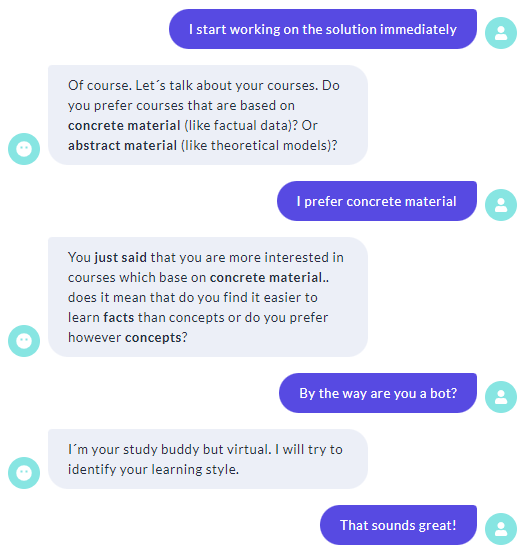 I start working on the solution immediately
Of course. Let´s talk about your courses. Do
you prefer courses that are based on
concrete material (like factual data)? Or
abstract material (like theoretical models)?
I prefer concrete material
You just said that you are more interested in
courses which base on concrete material..
does it mean that do you find it easier to
learn facts than concepts or do you prefer
however concepts?
By the way are you a bot?
I´m your study buddy but virtual. I will try to
identify your learning style.
That sounds great!